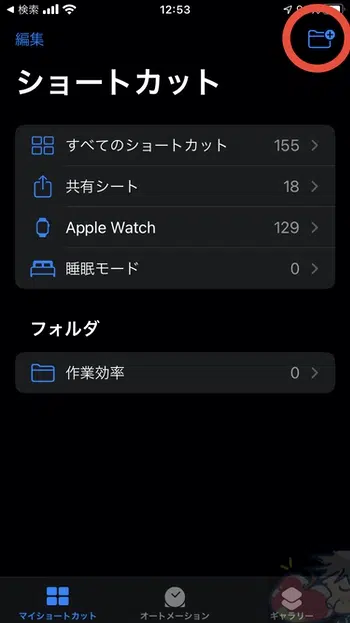 ◀検索 12:53
編集
ショートカット
すべてのショートカット 155
共有シート 18
Apple Watch 129
睡眠モード 0
フォルダ
作業効率 0
マイショートカット オートメーション ギャラリー